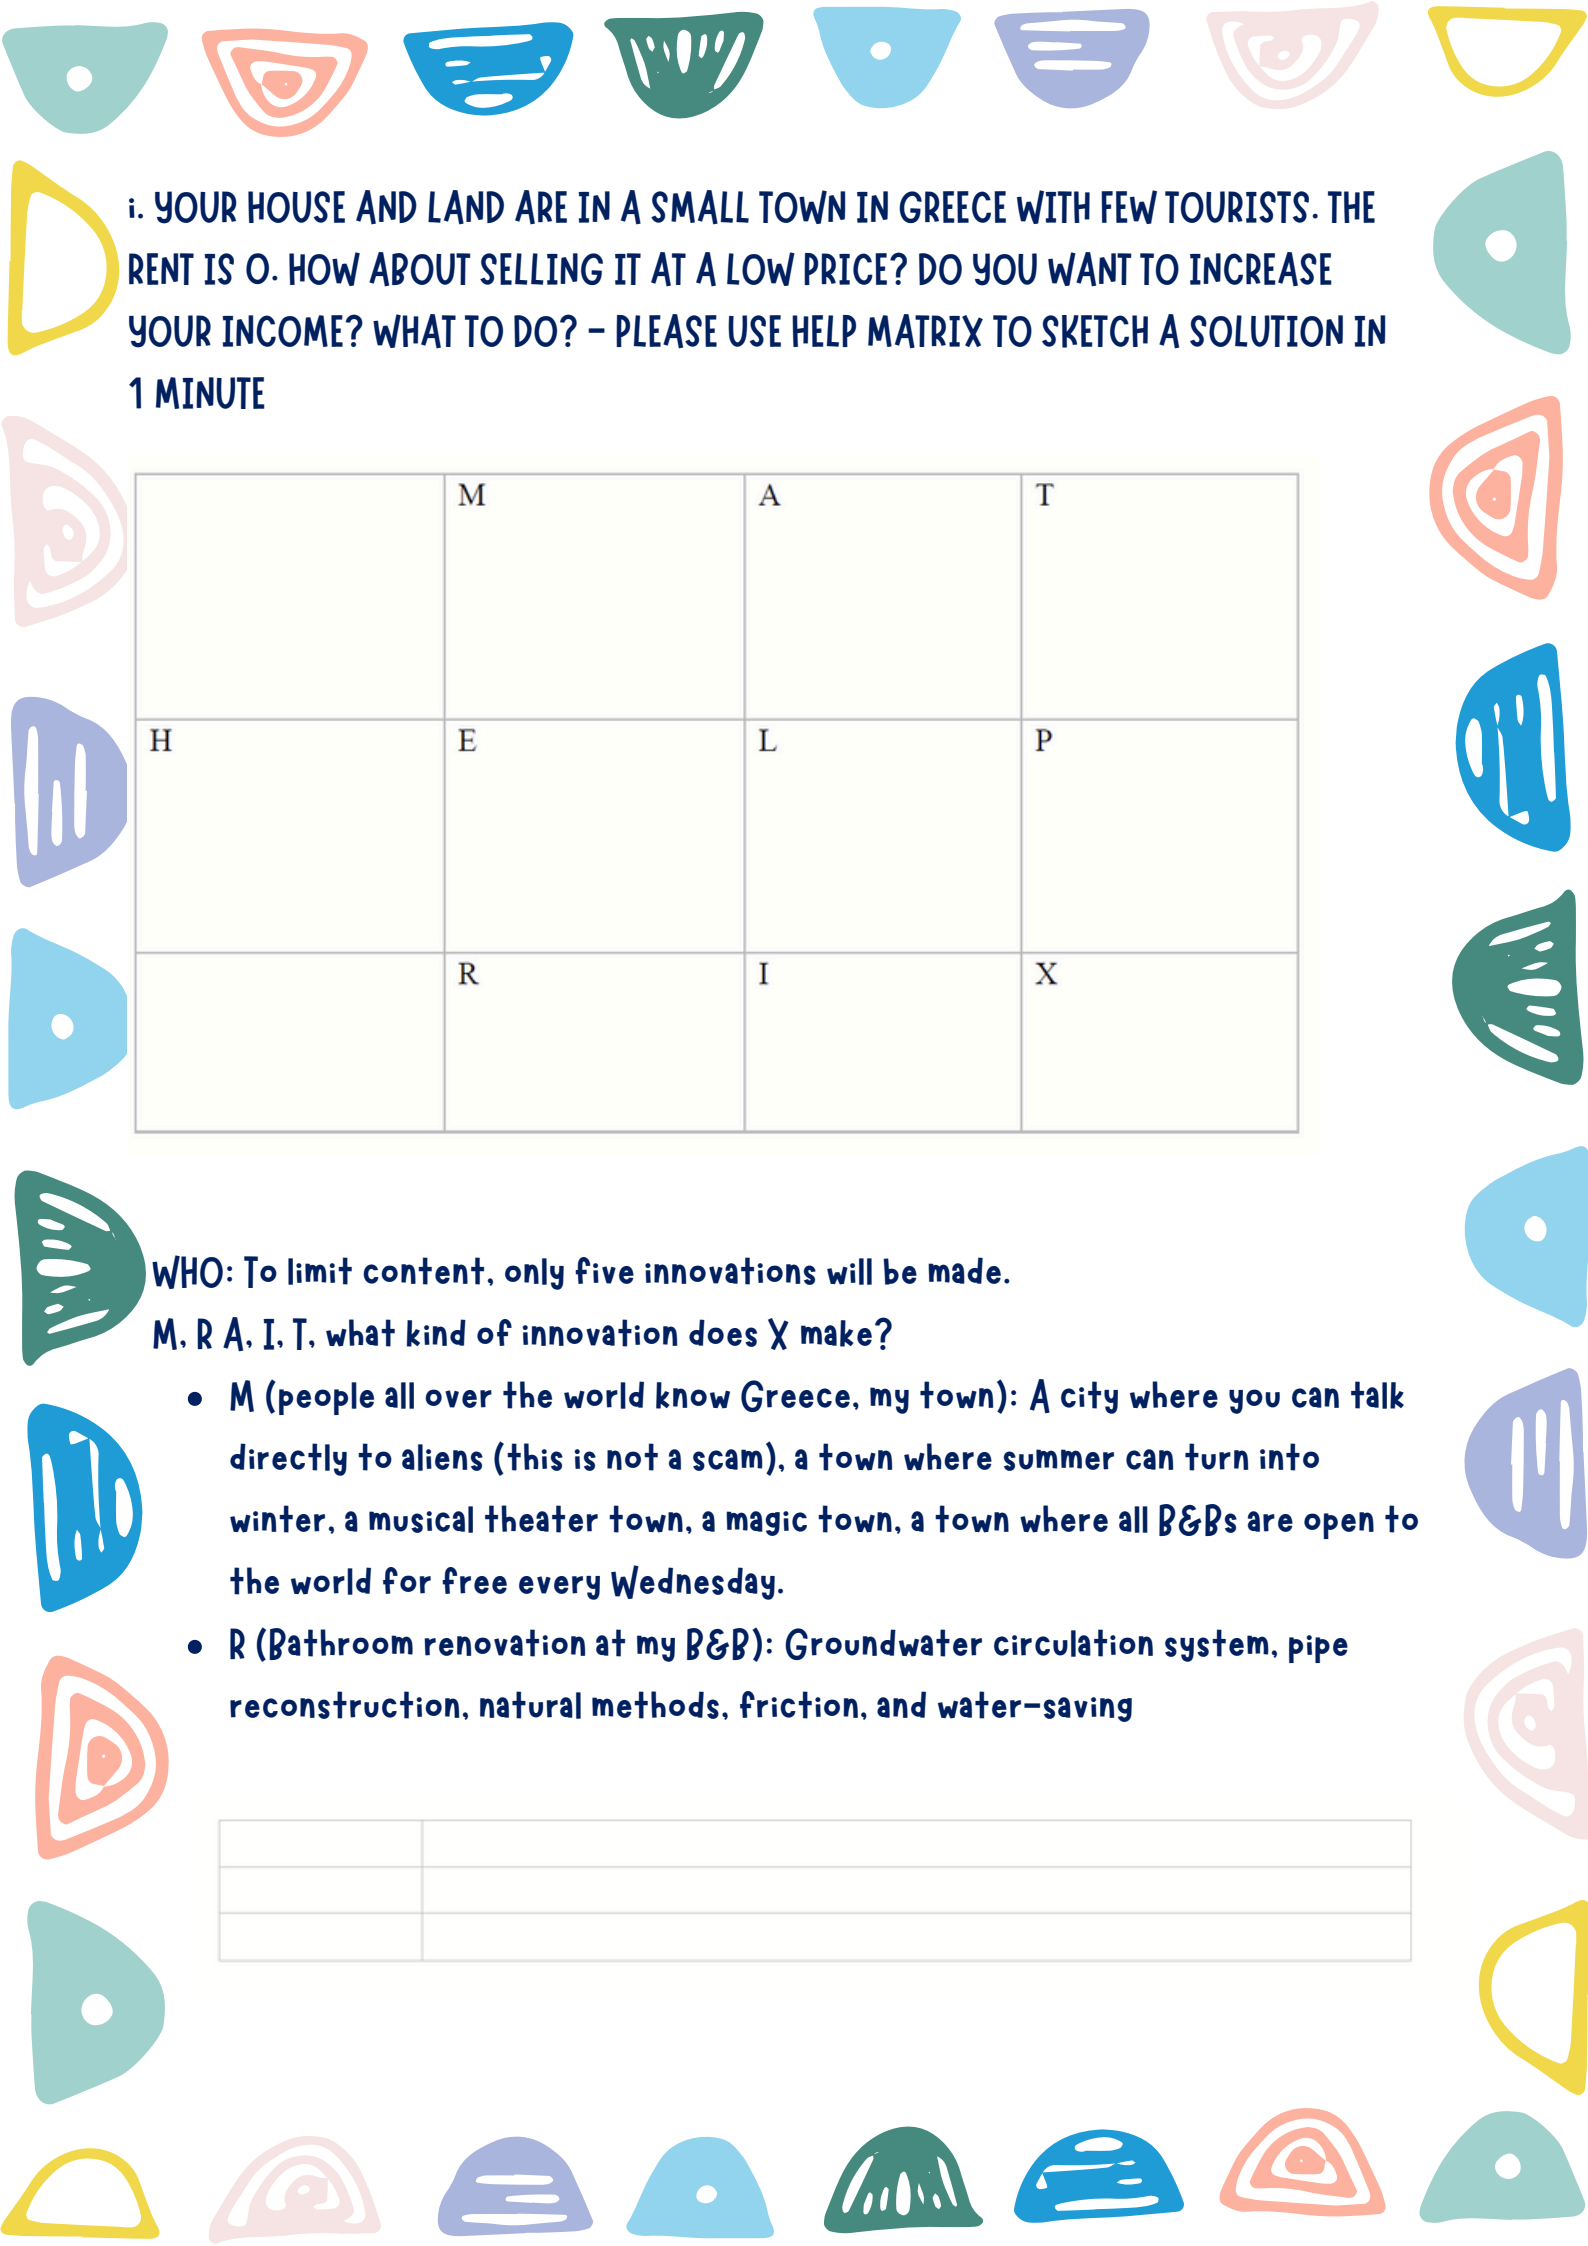 i. YOUR HOUSE AND LAND ARE IN A SMALL TOWN IN GREECE WITH FEW TOURISTS. THE
RENT IS 0. HOW ABOUT SELLING IT AT A LOW PRICE? DO YOU WANT TO INCREASE
YOUR INCOME? WHAT TO DO? - PLEASE USE HELP MATRIX TO SKETCH A SOLUTION IN
1 MINUTE
M A T
H E L P
R I X
WHO: To limit content, only five innovations will be made.
M, R A, I, T, what kind of innovation does X make?
• M (people all over the world know Greece, my town): A city where you can talk
directly to aliens (this is not a scam), a town where summer can turn into
winter, a musical theater town, a magic town, a town where all B&Bs are open to
the world for free every Wednesday.
• R (Bathroom renovation at my B&B): Groundwater circulation system, pipe
reconstruction, natural methods, friction, and water-saving